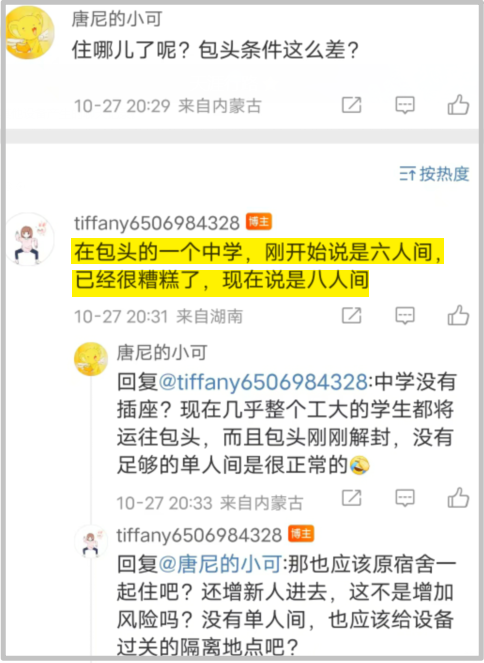 唐尼的小可
住哪儿了呢？包头条件这么差？
10-27 20:29 来自内蒙古
按热度
tiffany6506984328 博主
在包头的一个中学，刚开始说是六人间，
已经很糟糕了，现在说是八人间
10-27 20:31 来自湖南
唐尼的小可
回复@tiffany6506984328:中学没有
插座？现在几乎整个工大的学生都将
运往包头，而且包头刚刚解封，没有
足够的单人间是很正常的🤣
10-27 20:33 来自内蒙古
tiffany6506984328 博主
回复@唐尼的小可:那也应该原宿舍一
起住吧？还增新人进去，这不是增加
风险吗？没有单人间，也应该给设备
过关的隔离地点吧？